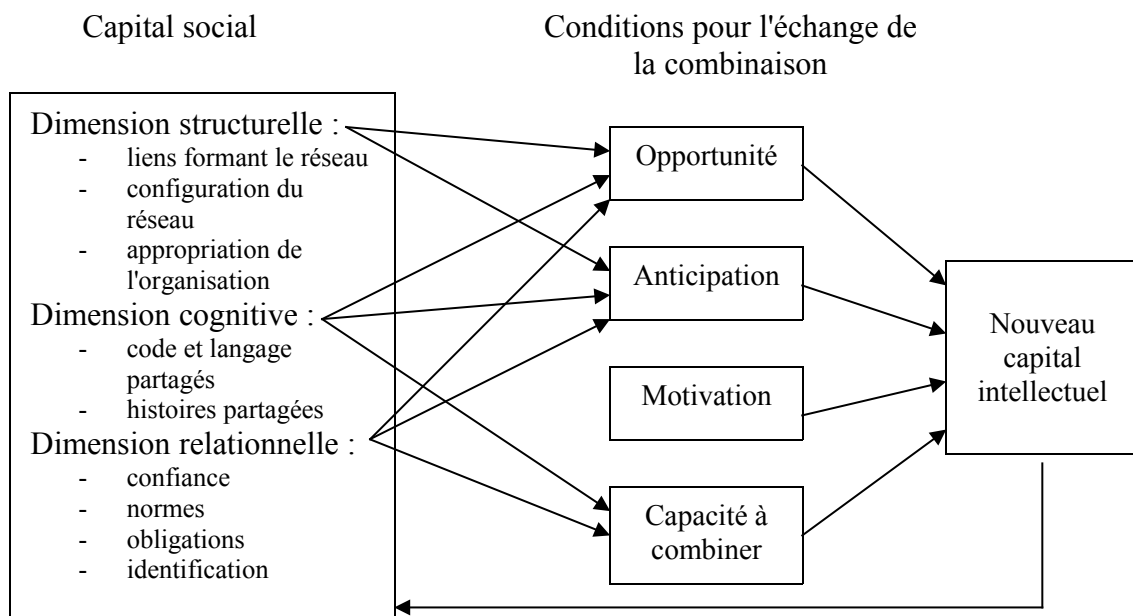 Capital social
Conditions pour l'échange de
la combinaison
Dimension structurelle :
- liens formant le réseau
- configuration du
réseau
- appropriation de
l'organisation
Dimension cognitive :
- code et langage
partagés
- histoires partagées
Dimension relationnelle :
- confiance
- normes
- obligations
- identification
Opportunité
Anticipation
Motivation
Capacité à
combiner
Nouveau
capital
intellectuel